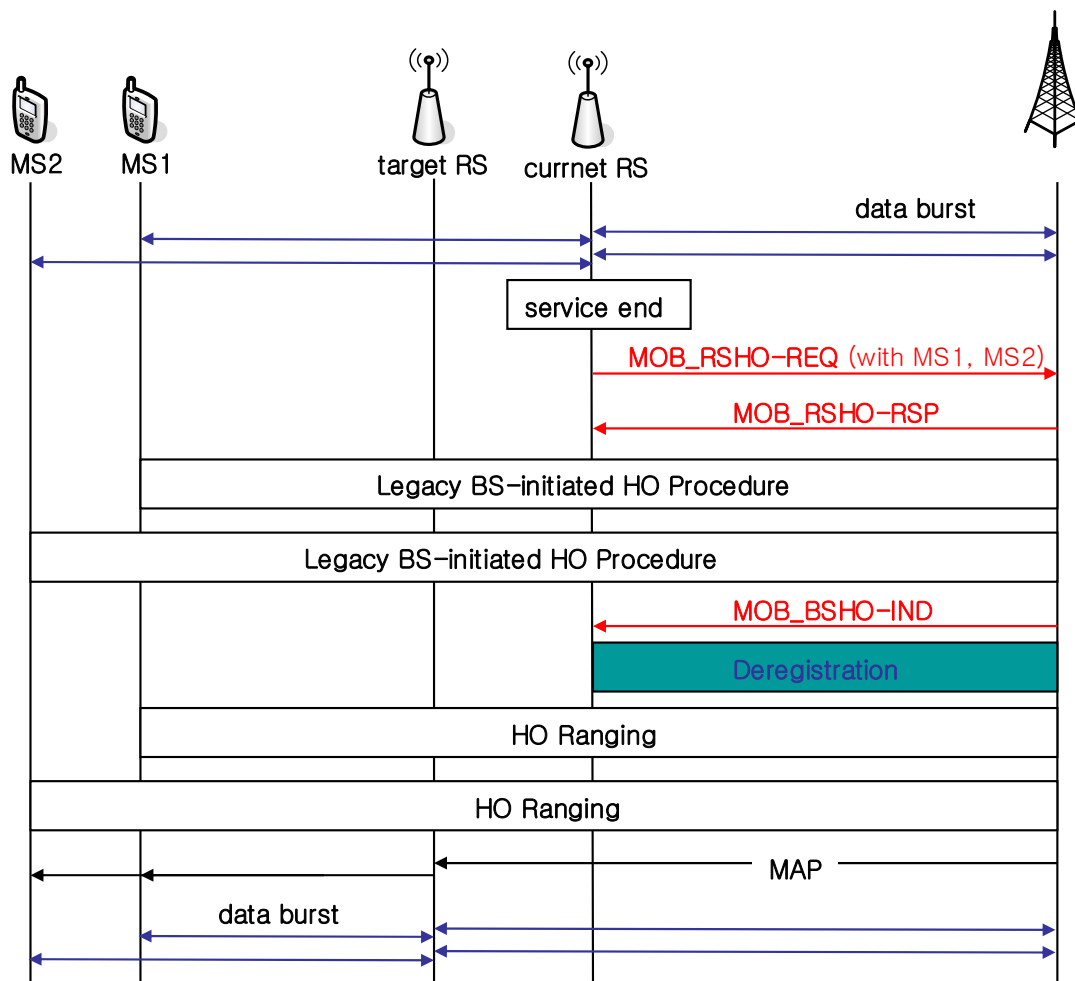 MS2
MS1
target RS
currnet RS
data burst
service end
MOB_RSHO-REQ (with MS1, MS2)
MOB_RSHO-RSP
Legacy BS-initiated HO Procedure
Legacy BS-initiated HO Procedure
MOB_BSHO-IND
Deregistration
HO Ranging
HO Ranging
MAP
data burst